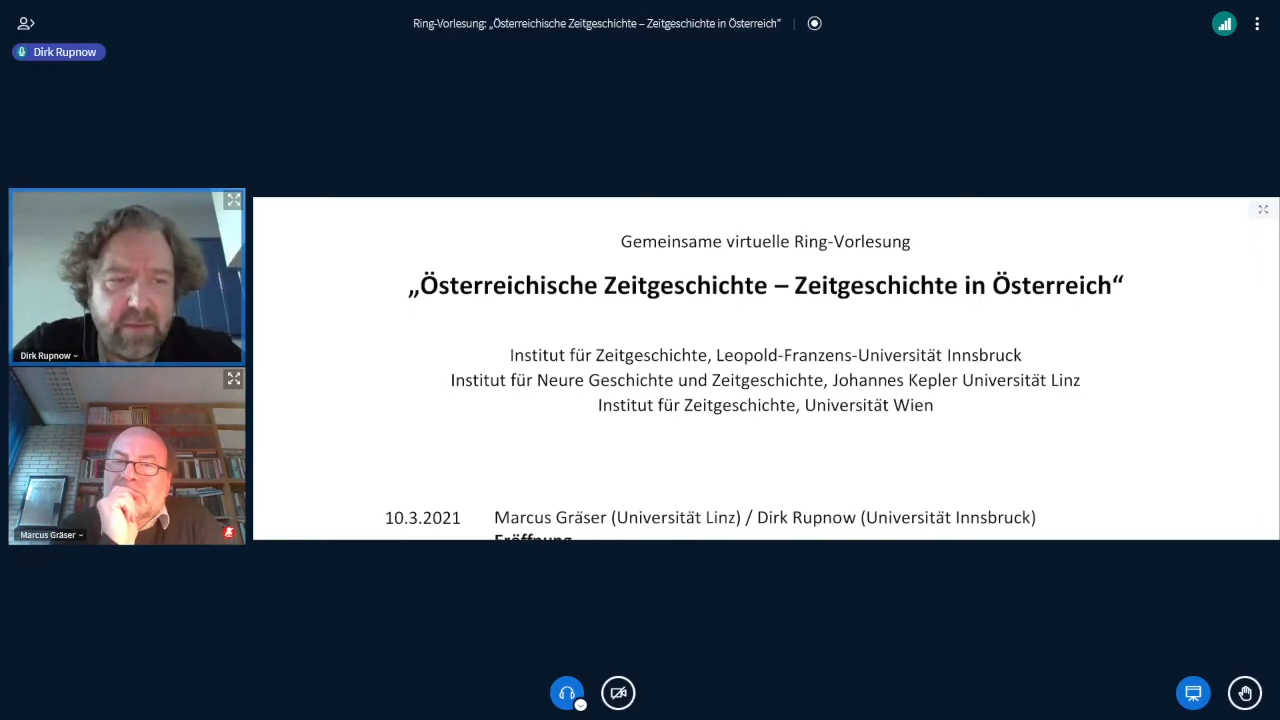 Ring-Vorlesung: „Österreichische Zeitgeschichte – Zeitgeschichte in Österreich”
Dirk Rupnow
Dirk Rupnow
Marcus Gräser
Gemeinsame virtuelle Ring-Vorlesung
„Österreichische Zeitgeschichte – Zeitgeschichte in Österreich“
Institut für Zeitgeschichte, Leopold-Franzens-Universität Innsbruck
Institut für Neure Geschichte und Zeitgeschichte, Johannes Kepler Universität Linz
Institut für Zeitgeschichte, Universität Wien
10.3.2021 Marcus Gräser (Universität Linz) / Dirk Rupnow (Universität Innsbruck)
Eröffnung